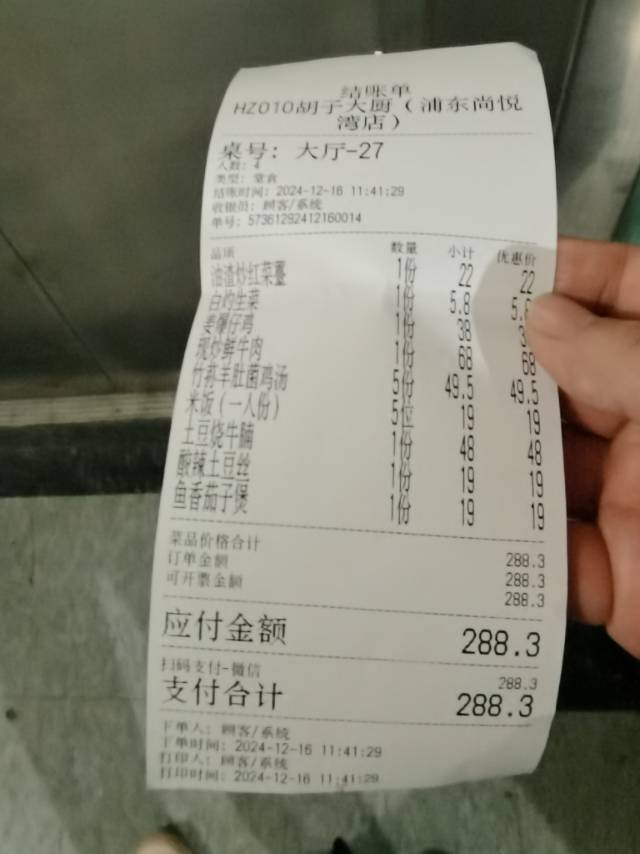 结账单
HZ010胡子大厨（浦东尚悦
湾店）
桌号：大厅-27
人数：4
类型：堂食
结账时间：2024-12-16 11:41:29
收银员：顾客/系统
单号：57361292412160014
品项 数量 小计 优惠价
油渣炒红菜薹 1份 22 22
白灼生菜 1份 5.8 5.
姜爆仔鸡 1份 38
现炒鲜牛肉 1份 68 68
竹荪羊肚菌鸡汤 5份 49.5 49.5
米饭（一人份） 5位 19 19
土豆烧牛腩 1份 48 48
酸辣土豆丝 1份 19 19
鱼香茄子煲 1份 19 19
菜品价格合计 288.3
订单金额 288.3
可开票金额 288.3
应付金额 288.3
扫码支付-微信 288.3
支付合计 288.3
下单人：顾客/系统
下单时间：2024-12-16 11:41:29
打印人：顾客/系统
打印时间：2024-12-16 11:41:29